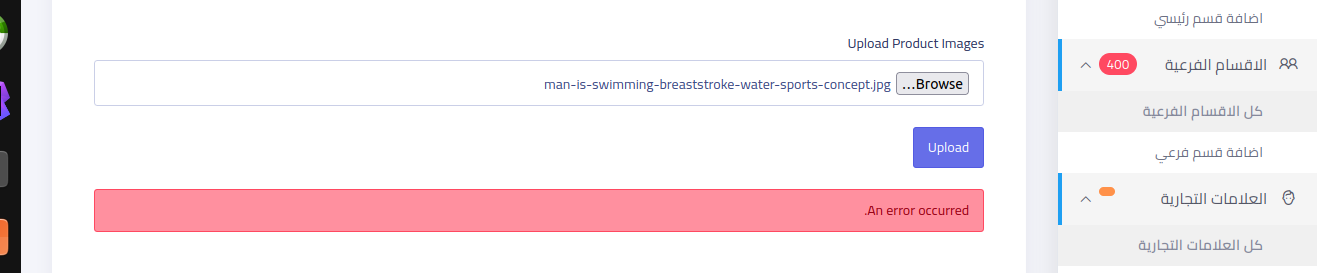 Upload Product Images
Browse... man-is-swimming-breaststroke-water-sports-concept.jpg
Upload
An error occurred.
اضافة قسم رئيسي
الاقسام الفرعية 400
كل الاقسام الفرعية
اضافة قسم فرعي
العلامات التجارية
كل العلامات التجارية